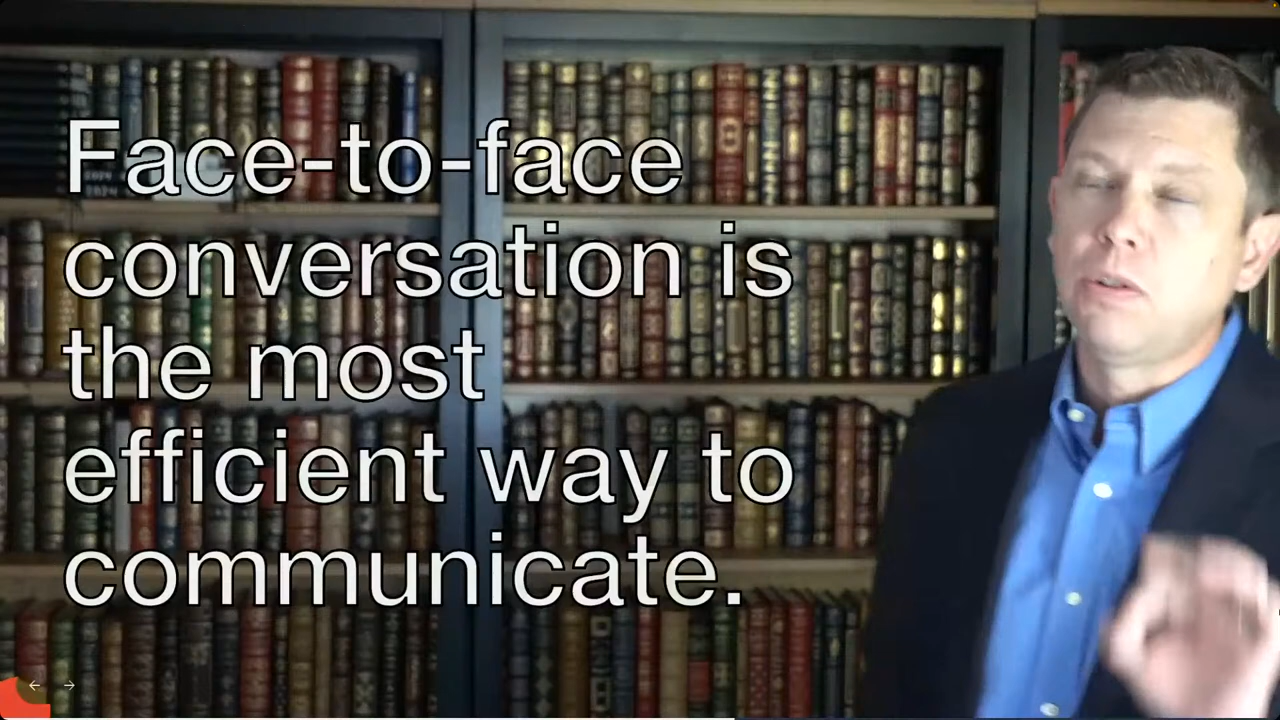 Face-to-face
conversation is
the most
efficient way to
communicate.